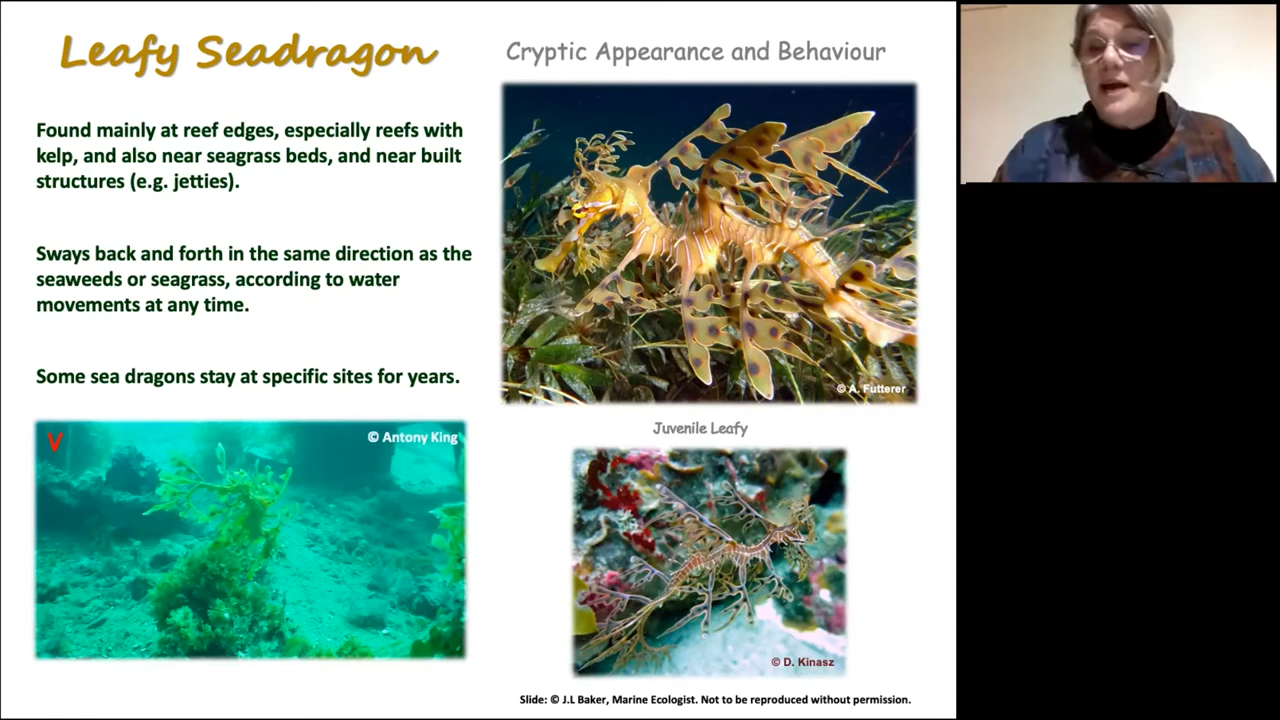 Leafy Seadragon
Cryptic Appearance and Behaviour
Found mainly at reef edges, especially reefs with
kelp, and also near seagrass beds, and near built
structures (e.g. jetties).
Sways back and forth in the same direction as the
seaweeds or seagrass, according to water
movements at any time.
Some sea dragons stay at specific sites for years.
© A. Futterer
V
© Antony King
Juvenile Leafy
© D. Kinasz
Slide: © J.L Baker, Marine Ecologist. Not to be reproduced without permission.